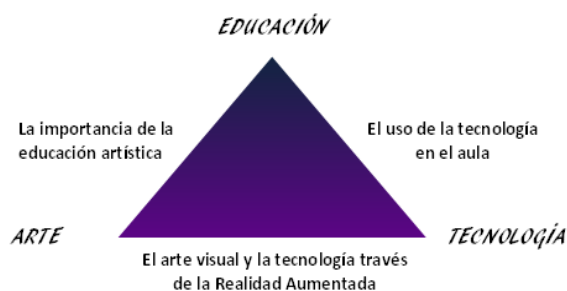 EDUCACIÓN
La importancia de la
educación artística
El uso de la tecnología
en el aula
ARTE
TECNOLOGÍA
El arte visual y la tecnología través
de la Realidad Aumentada